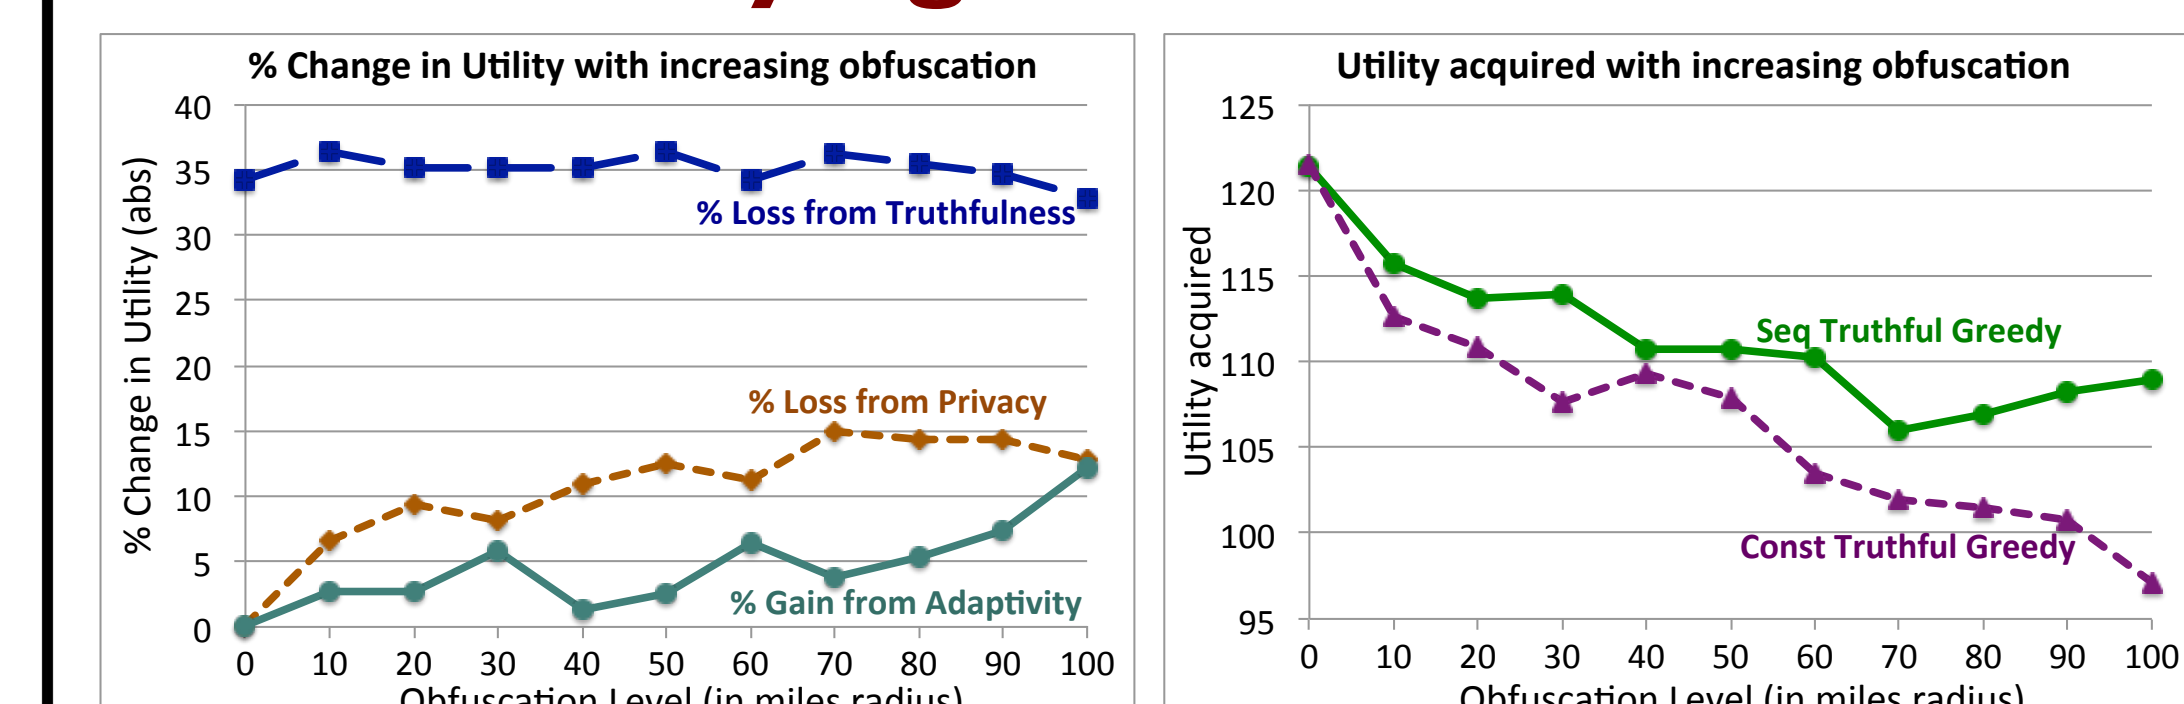 % Change in Utility with increasing obfuscation
% Change in Utility (abs)
40
35
30
25
20
15
10
5
0
% Loss from Truthfulness
% Loss from Privacy
% Gain from Adaptivity
0 10 20 30 40 50 60 70 80 90 100
Obfuscation Level (in miles radius)
Utility acquired with increasing obfuscation
Utility acquired
125
120
115
110
105
100
95
Seq Truthful Greedy
Const Truthful Greedy
0 10 20 30 40 50 60 70 80 90 100
Obfuscation Level (in miles radius)